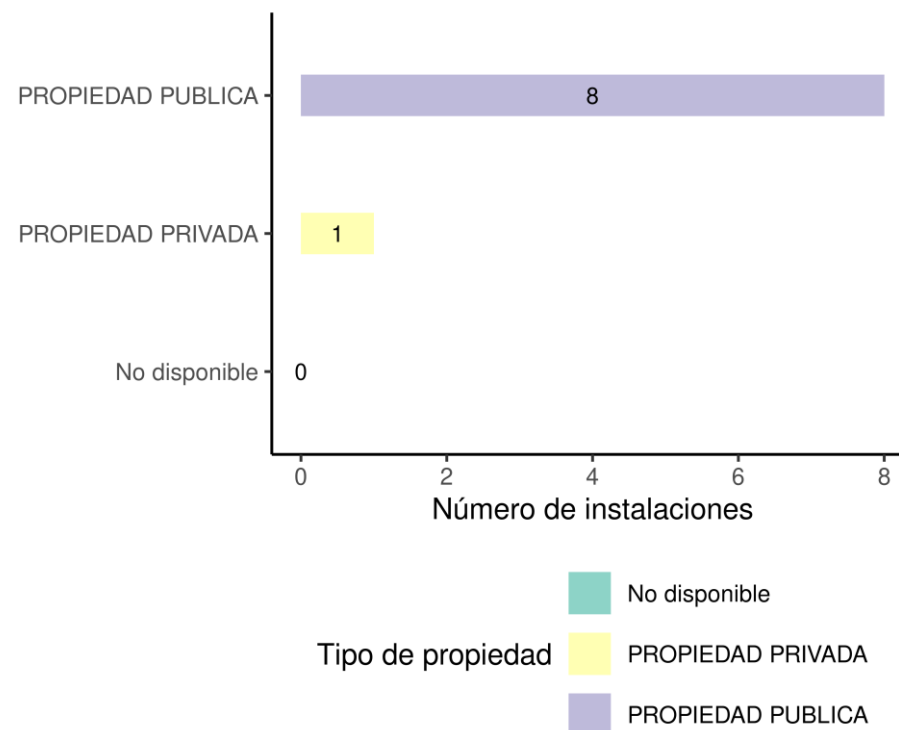 PROPIEDAD PUBLICA
8
PROPIEDAD PRIVADA
1
No disponible
0
0 2 4 6 8
Número de instalaciones
No disponible
Tipo de propiedad
PROPIEDAD PRIVADA
PROPIEDAD PUBLICA